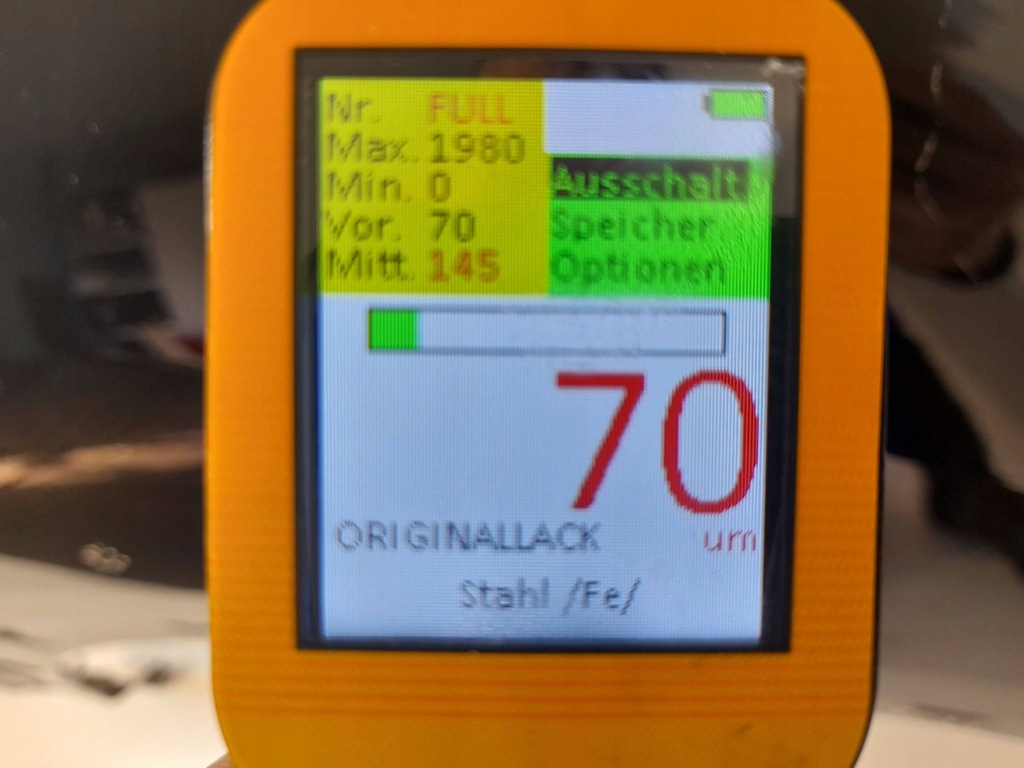 Nr. FULL
Max. 1980
Min. 0
Vor. 70
Mitt. 145
Ausschalt.
Speicher
Optionen
70
ORIGINALLACK um
Stahl /Fe/